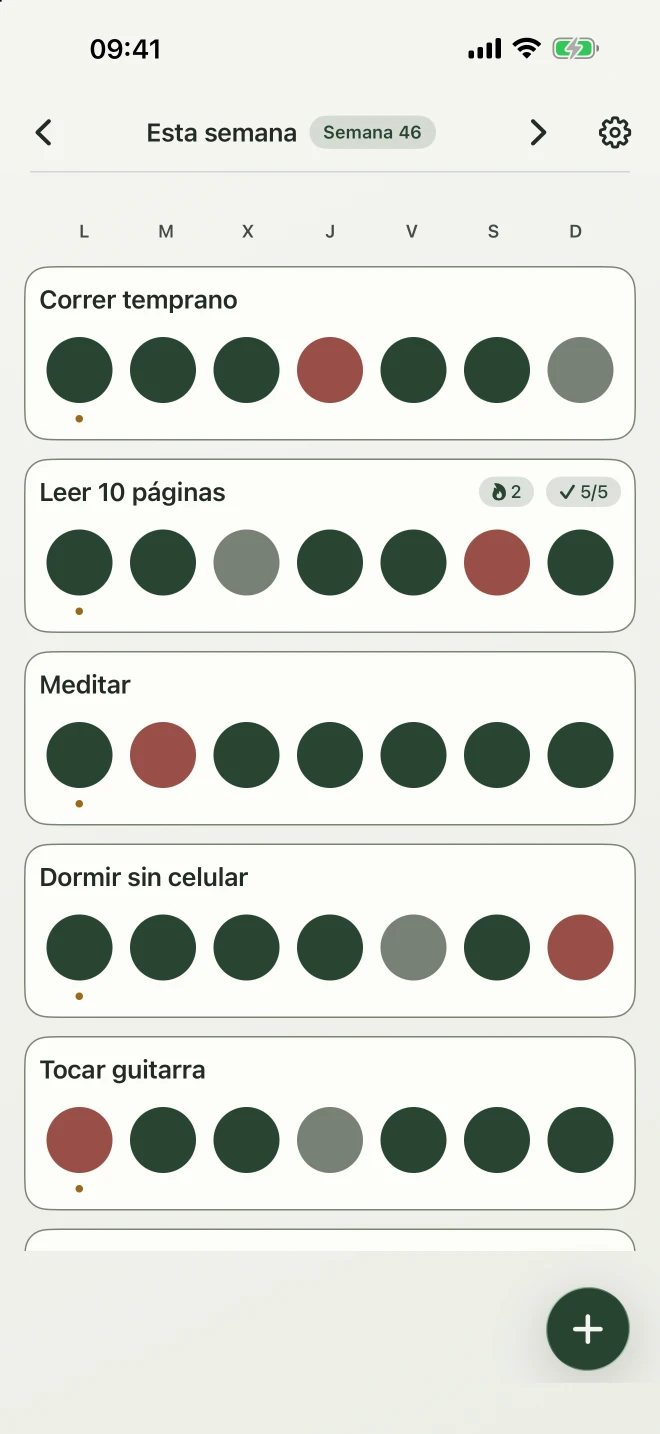 09:41
Esta semana Semana 46
L M X J V S D
Correr temprano
Leer 10 páginas 2 5/5
Meditar
Dormir sin celular
Tocar guitarra